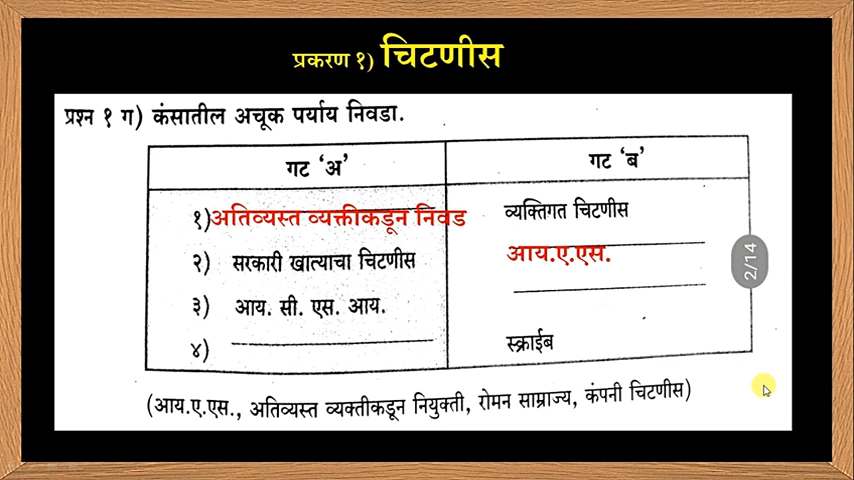 प्रकरण १) चिटणीस
प्रश्न १ ग) कंसातील अचूक पर्याय निवडा.
गट 'अ' गट 'ब'
१) अतिव्यस्त व्यक्तीकडून निवड व्यक्तिगत चिटणीस
२) सरकारी खात्याचा चिटणीस आय.ए.एस.
३) आय. सी. एस. आय.
४) स्क्राईब
(आय.ए.एस., अतिव्यस्त व्यक्तीकडून नियुक्ती, रोमन साम्राज्य, कंपनी चिटणीस)
2/14